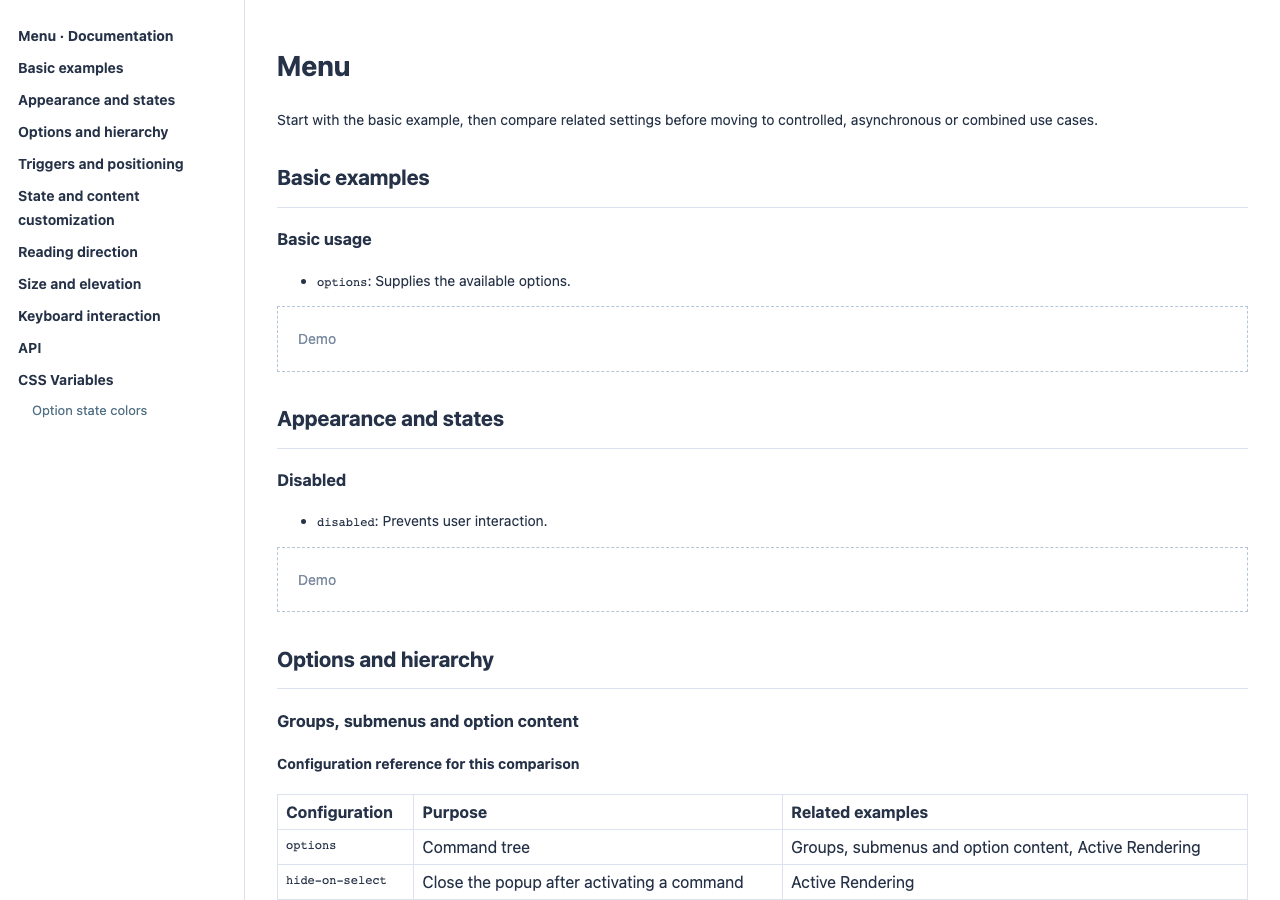 Menu · Documentation
Basic examples
Appearance and states
Options and hierarchy
Triggers and positioning
State and content
customization
Reading direction
Size and elevation
Keyboard interaction
API
CSS Variables
Option state colors
Menu
Start with the basic example, then compare related settings before moving to controlled, asynchronous or combined use cases.
Basic examples
Basic usage
• options: Supplies the available options.
Demo
Appearance and states
Disabled
• disabled: Prevents user interaction.
Demo
Options and hierarchy
Groups, submenus and option content
Configuration reference for this comparison
Configuration Purpose Related examples
options Command tree Groups, submenus and option content, Active Rendering
hide-on-select Close the popup after activating a command Active Rendering